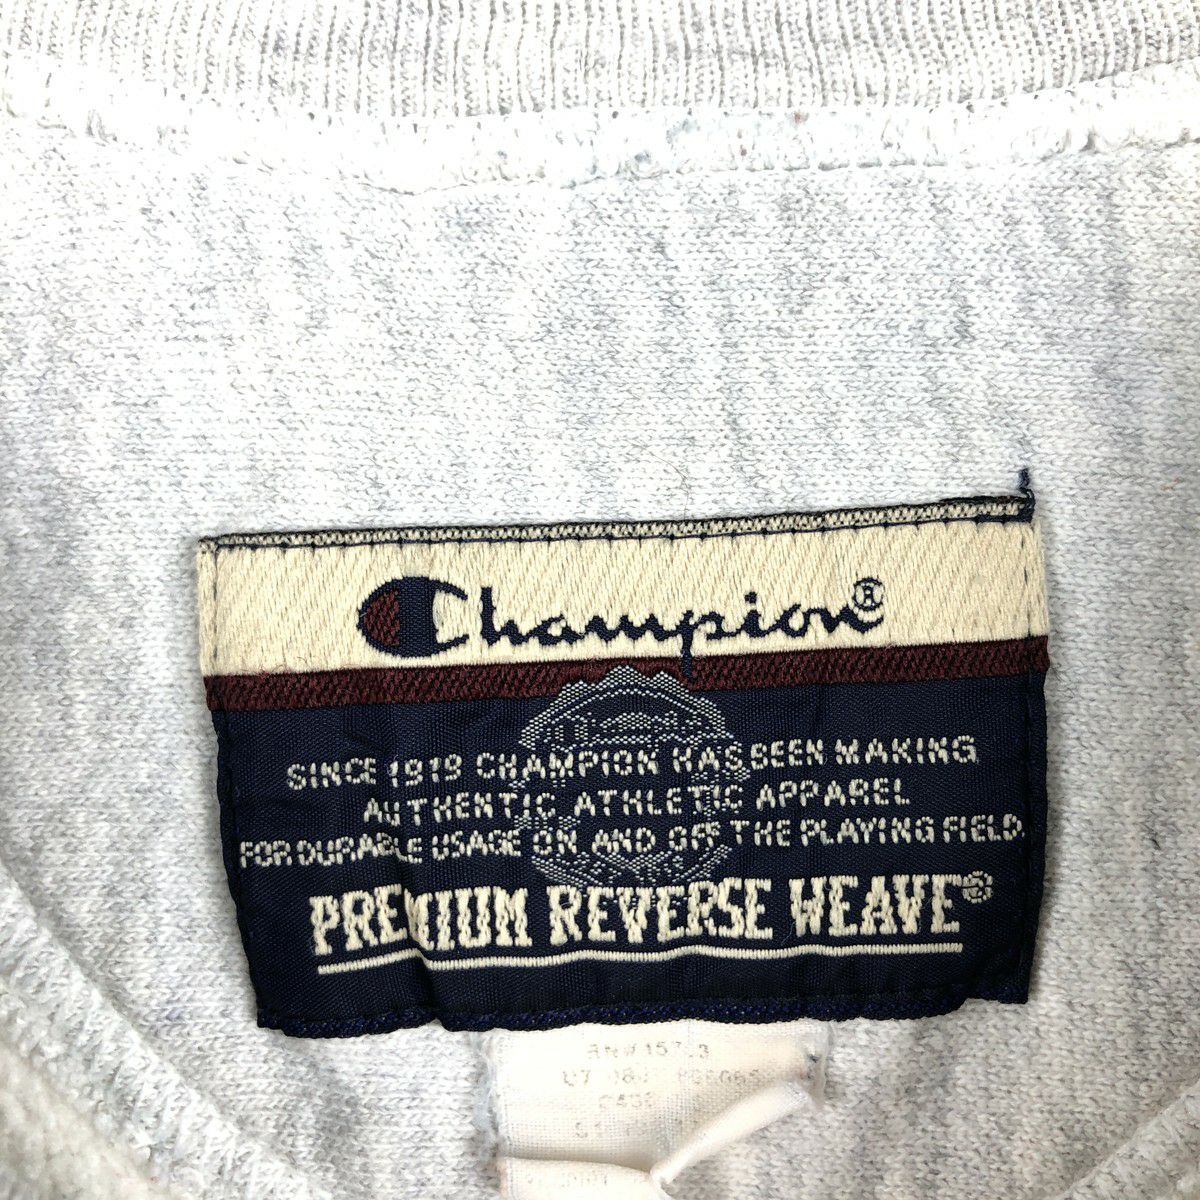 Champion®
SINCE 1919 CHAMPION HAS BEEN MAKING
AUTHENTIC ATHLETIC APPAREL
FOR DURABLE USAGE ON AND OFF THE PLAYING FIELD.
PREMIUM REVERSE WEAVE®
RN#